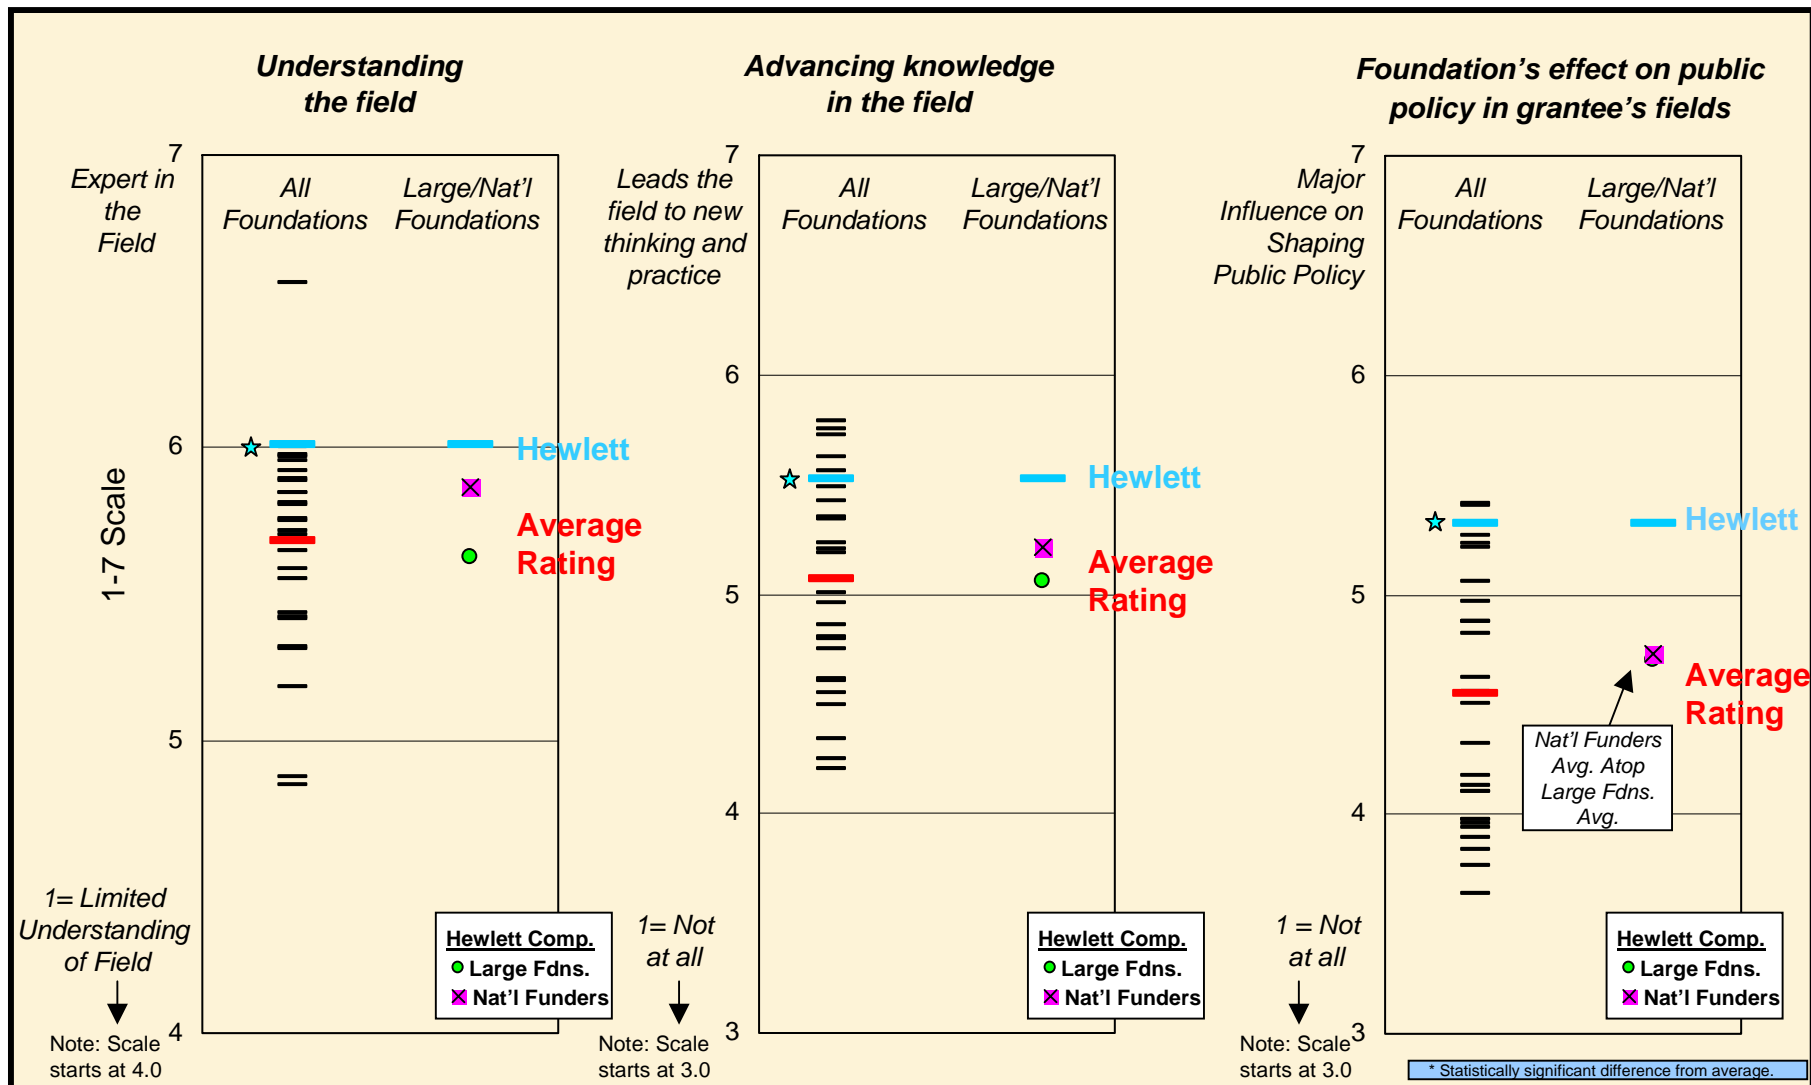 Understanding
the field
Advancing knowledge
in the field
Foundation's effect on public
policy in grantee's fields
1-7 Scale
7
6
5
4
Expert in
the
Field
All
Foundations
Large/Nat'l
Foundations
Hewlett
Average
Rating
1= Limited
Understanding
of Field
Note: Scale
starts at 4.0
Hewlett Comp.
Large Fdns.
Nat'l Funders
7
6
5
4
3
Leads the
field to new
thinking and
practice
All
Foundations
Large/Nat'l
Foundations
Hewlett
Average
Rating
1= Not
at all
Note: Scale
starts at 3.0
Hewlett Comp.
Large Fdns.
Nat'l Funders
7
6
5
4
3
Major
Influence on
Shaping
Public Policy
All
Foundations
Large/Nat'l
Foundations
Hewlett
Average
Rating
Nat'l Funders
Avg. Atop
Large Fdns.
Avg.
1 = Not
at all
Note: Scale
starts at 3.0
Hewlett Comp.
Large Fdns.
Nat'l Funders
* Statistically significant difference from average.